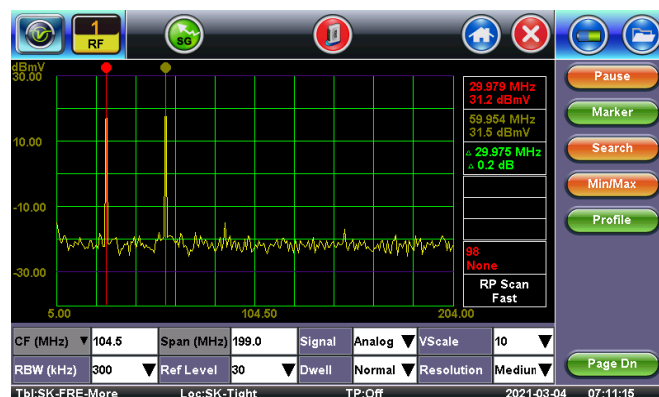 1
RF
SG
dBmV
30.00
10.00
-10.00
-30.00
5.00 104.50 204.00
29.979 MHz
31.2 dBmV
59.954 MHz
31.5 dBmV
△ 29.975 MHz
△ 0.2 dB
98
None
RP Scan
Fast
Pause
Marker
Search
Min/Max
Profile
Page Dn
CF (MHz) 104.5 Span (MHz) 199.0 Signal Analog VScale 10
RBW (kHz) 300 Ref Level 30 Dwell Normal Resolution Mediun
Tbl:SK-FRE-More Loc:SK-Tight TP:Off 2021-03-04 07:11:15